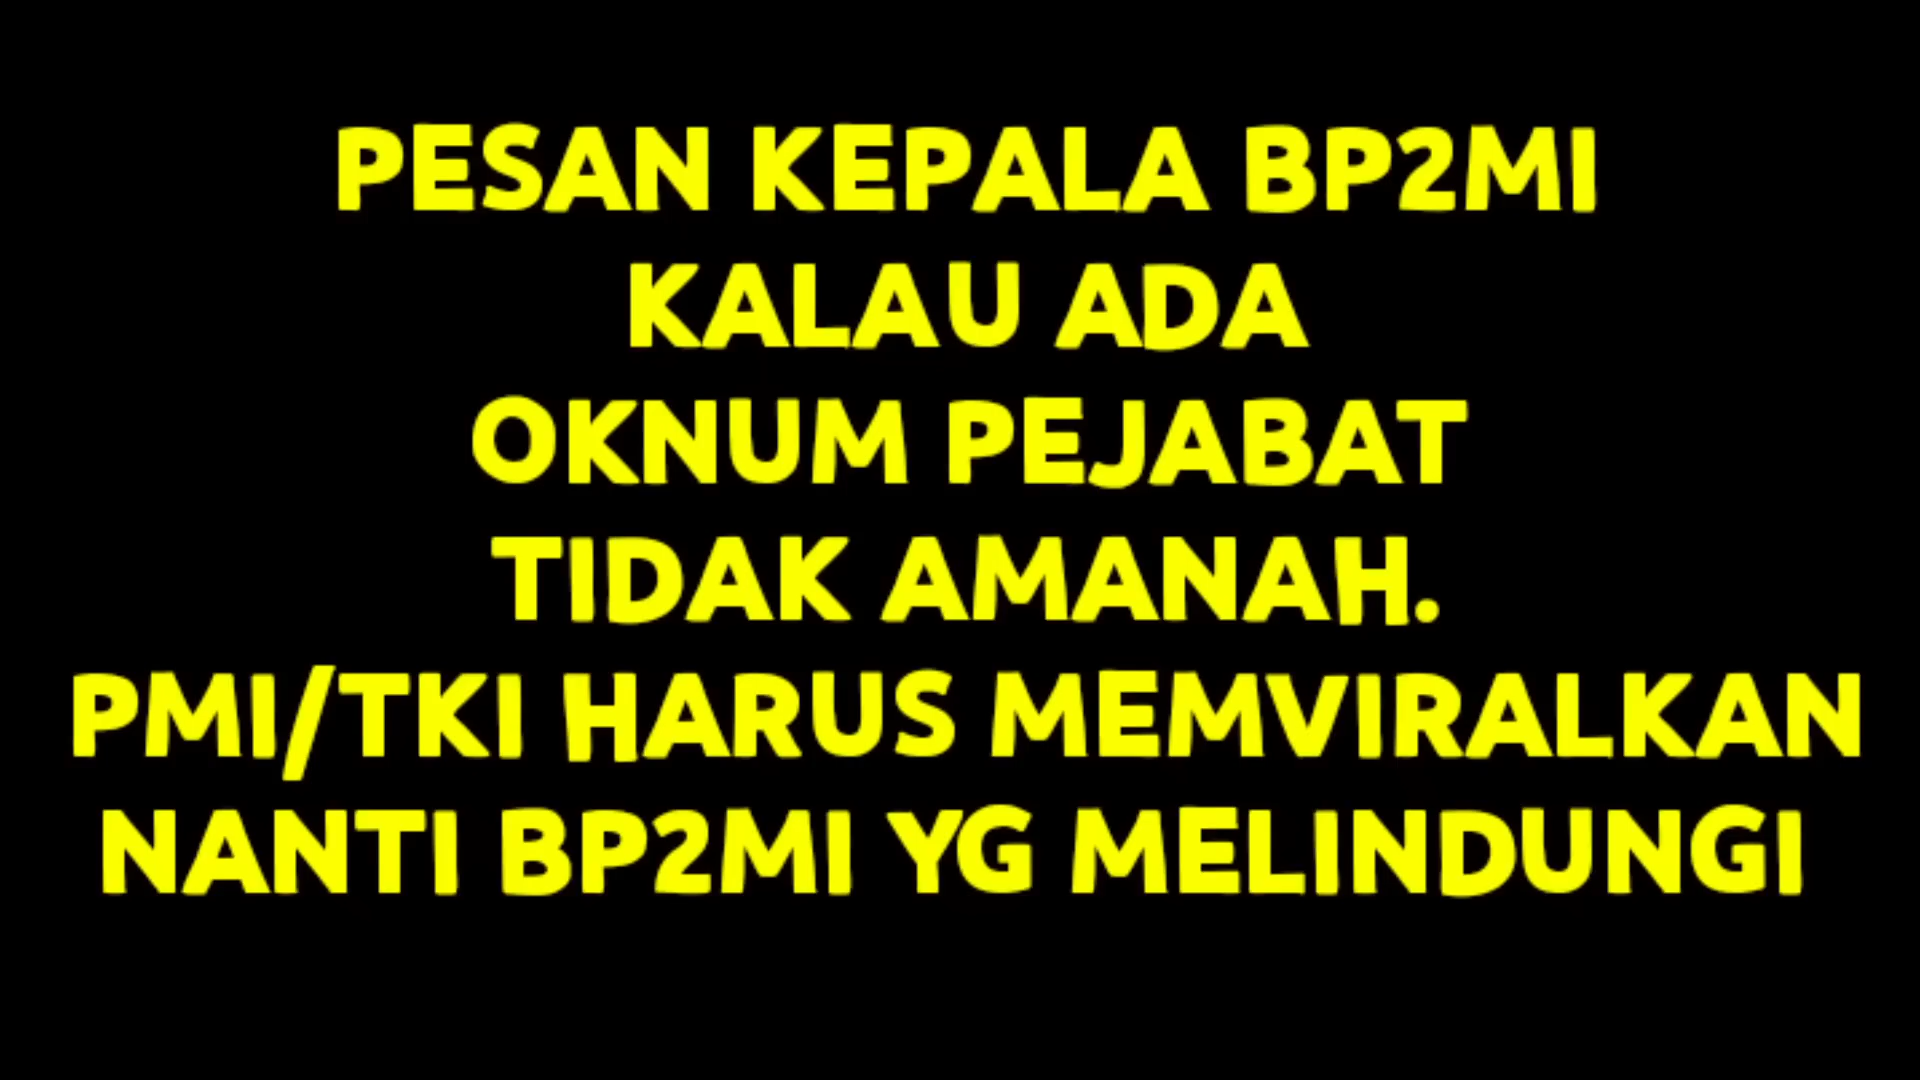 PESAN KEPALA BP2MI
KALAU ADA
OKNUM PEJABAT
TIDAK AMANAH.
PMI/TKI HARUS MEMVIRALKAN
NANTI BP2MI YG MELINDUNGI